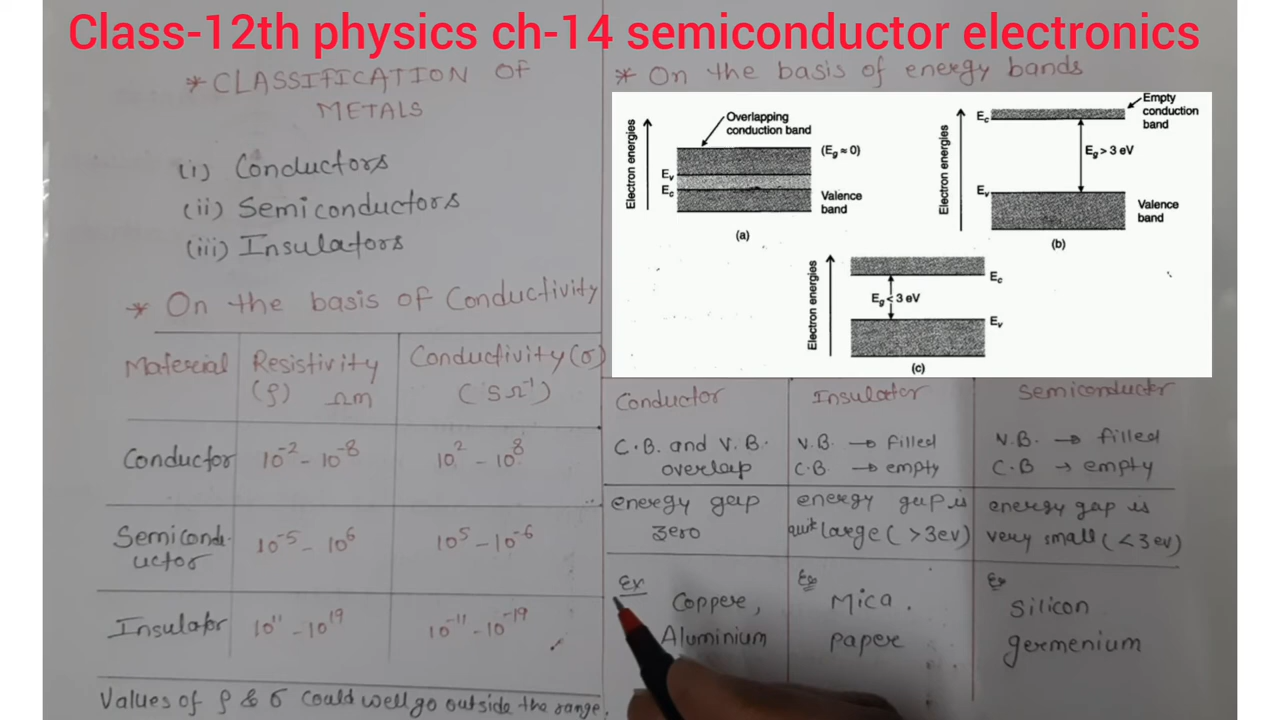 Class-12th physics ch-14 semiconductor electronics
* CLASSIFICATION OF
METALS
(i) Conductors
(ii) Semiconductors
(iii) Insulators
* On the basis of Conductivity
Material
Resistivity
(ρ) Ωm
Conductivity (σ)
(S Ω⁻¹)
Conductor
10⁻² - 10⁻⁸
10² - 10⁸
Semicond-
uctor
10⁻⁵ - 10⁶
10⁵ - 10⁻⁶
Insulator
10¹¹ - 10¹⁹
10⁻¹¹ - 10⁻¹⁹
Values of ρ & σ could well go outside the range.
* On the basis of energy bands
Electron energies
Overlapping
conduction band
(Eg ≈ 0)
Ev
Ec
Valence
band
(a)
Electron energies
Ec
Empty
conduction
band
Eg > 3 eV
Ev
Valence
band
(b)
Electron energies
Ec
Eg < 3 eV
Ev
(c)
Conductor
Insulator
Semiconductor
C.B. and V.B.
overlap
V.B. → filled
C.B. → empty
V.B. → filled
C.B → empty
energy gap
zero
energy gap is
quit large (>3ev)
energy gap is
very small (<3ev)
Ex
Coppere,
Aluminium
Ex
Mica.
paper
Ex
Silicon
germenium